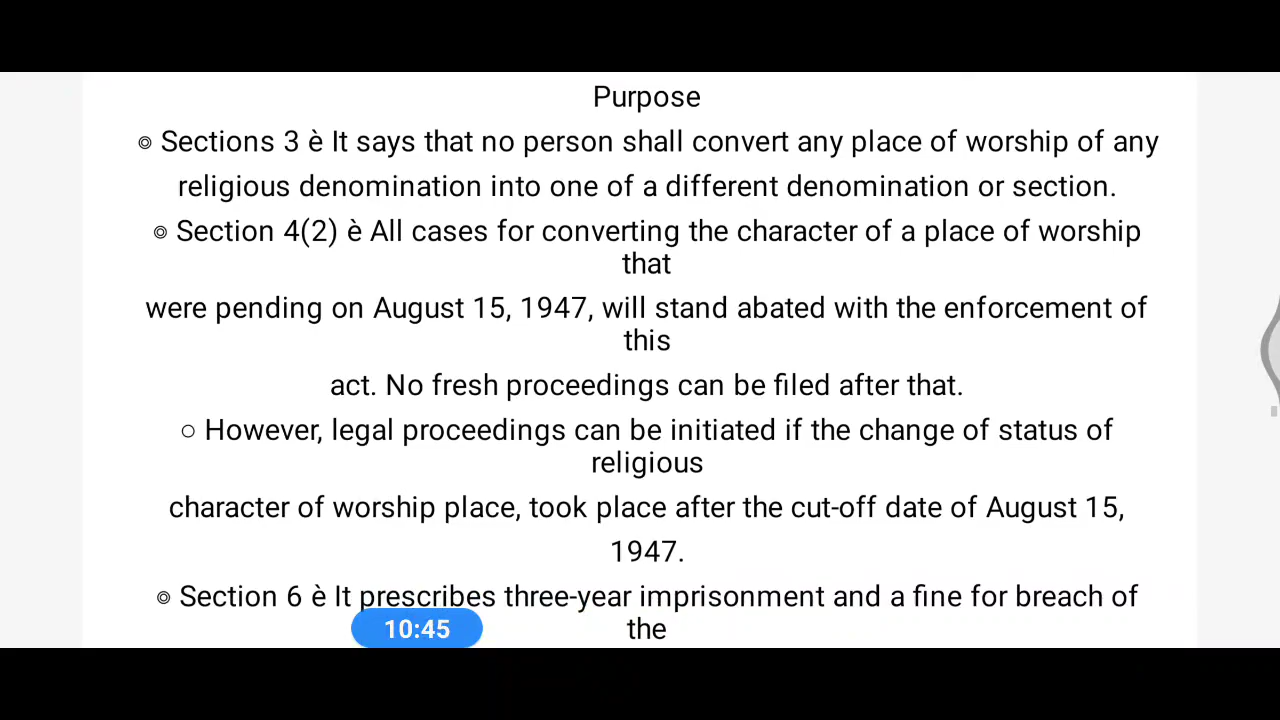 Purpose
◎ Sections 3 è It says that no person shall convert any place of worship of any
religious denomination into one of a different denomination or section.
◎ Section 4(2) è All cases for converting the character of a place of worship
that
were pending on August 15, 1947, will stand abated with the enforcement of
this
act. No fresh proceedings can be filed after that.
○ However, legal proceedings can be initiated if the change of status of
religious
character of worship place, took place after the cut-off date of August 15,
1947.
◎ Section 6 è It prescribes three-year imprisonment and a fine for breach of
the
10:45